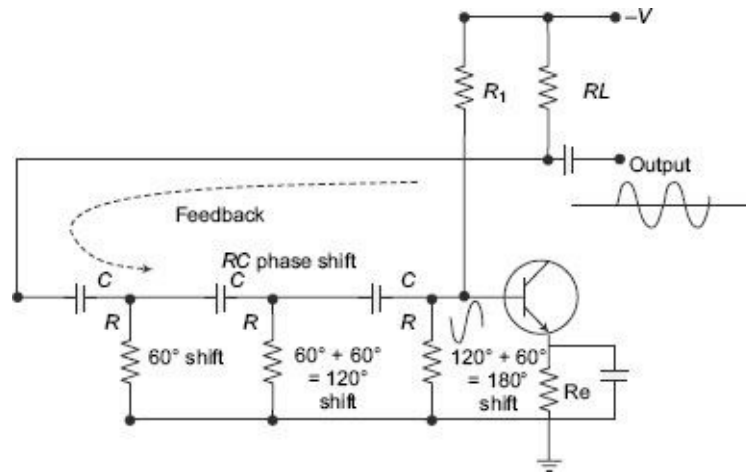 –V
R1
RL
Output
Feedback
RC phase shift
C
C
C
R
R
R
60° shift
60° + 60°
= 120°
shift
120° + 60°
= 180°
shift
Re